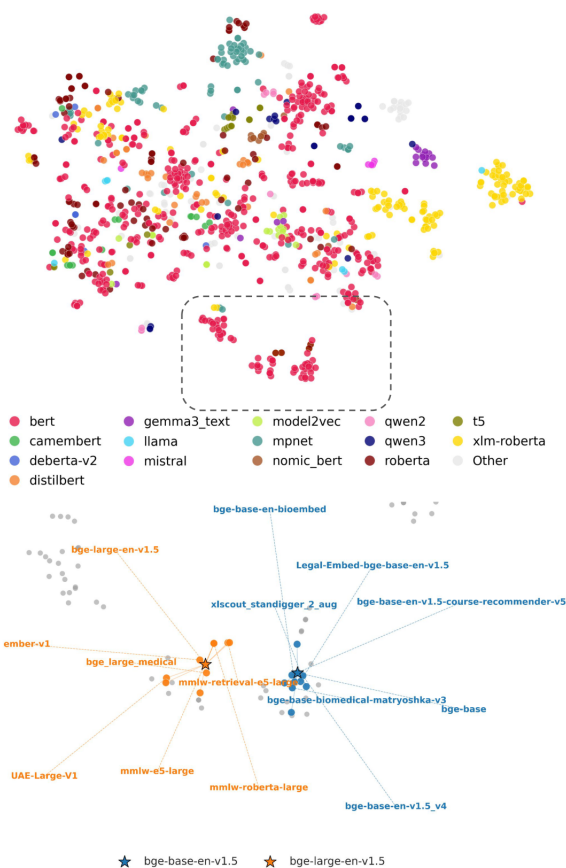 bert gemma3_text model2vec qwen2 t5
camembert llama mpnet qwen3 xlm-roberta
deberta-v2 mistral nomic_bert roberta Other
distilbert
bge-base-en-bioembed
bge-large-en-v1.5
Legal-Embed-bge-base-en-v1.5
xlscout_standigger_2_aug
bge-base-en-v1.5-course-recommender-v5
ember-v1
bge_large_medical
mmlw-retrieval-e5-large
bge-base-biomedical-matryoshka-v3
bge-base
UAE-Large-V1
mmlw-e5-large
mmlw-roberta-large
bge-base-en-v1.5_v4
bge-base-en-v1.5 bge-large-en-v1.5